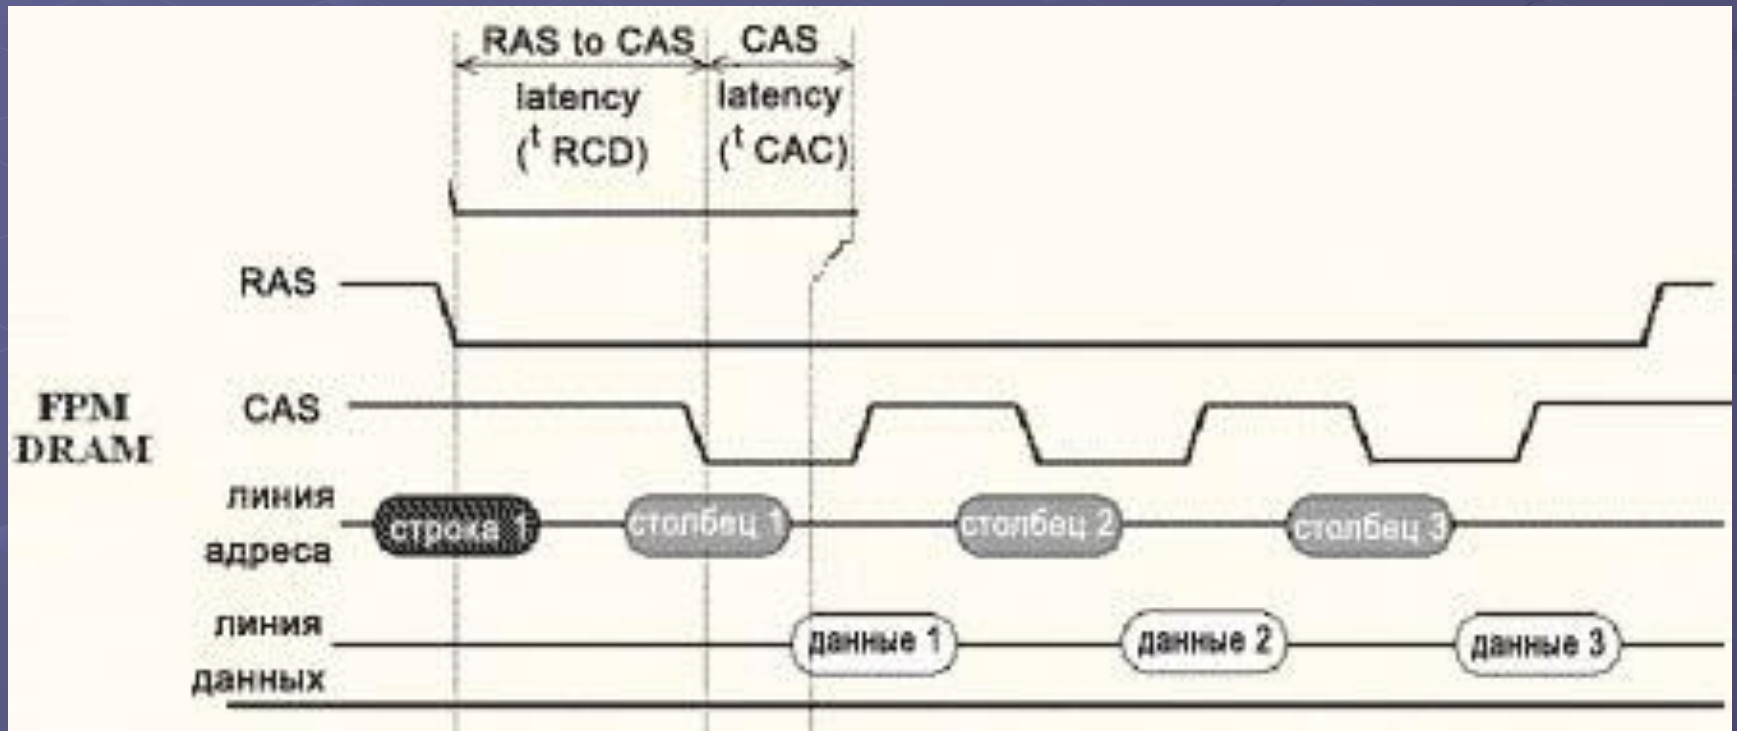 RAS to CAS
latency
(t RCD)
CAS
latency
(t CAC)
RAS
FPM
DRAM
CAS
линия
адреса
строка 1
столбец 1
столбец 2
столбец 3
линия
данных
данные 1
данные 2
данные 3